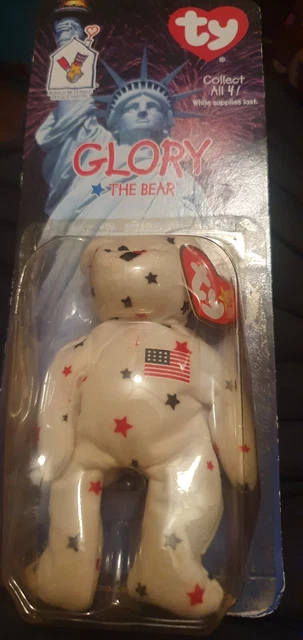 ty
®
Collect
All 4!
While supplies last.
GLORY
THE BEAR
ty